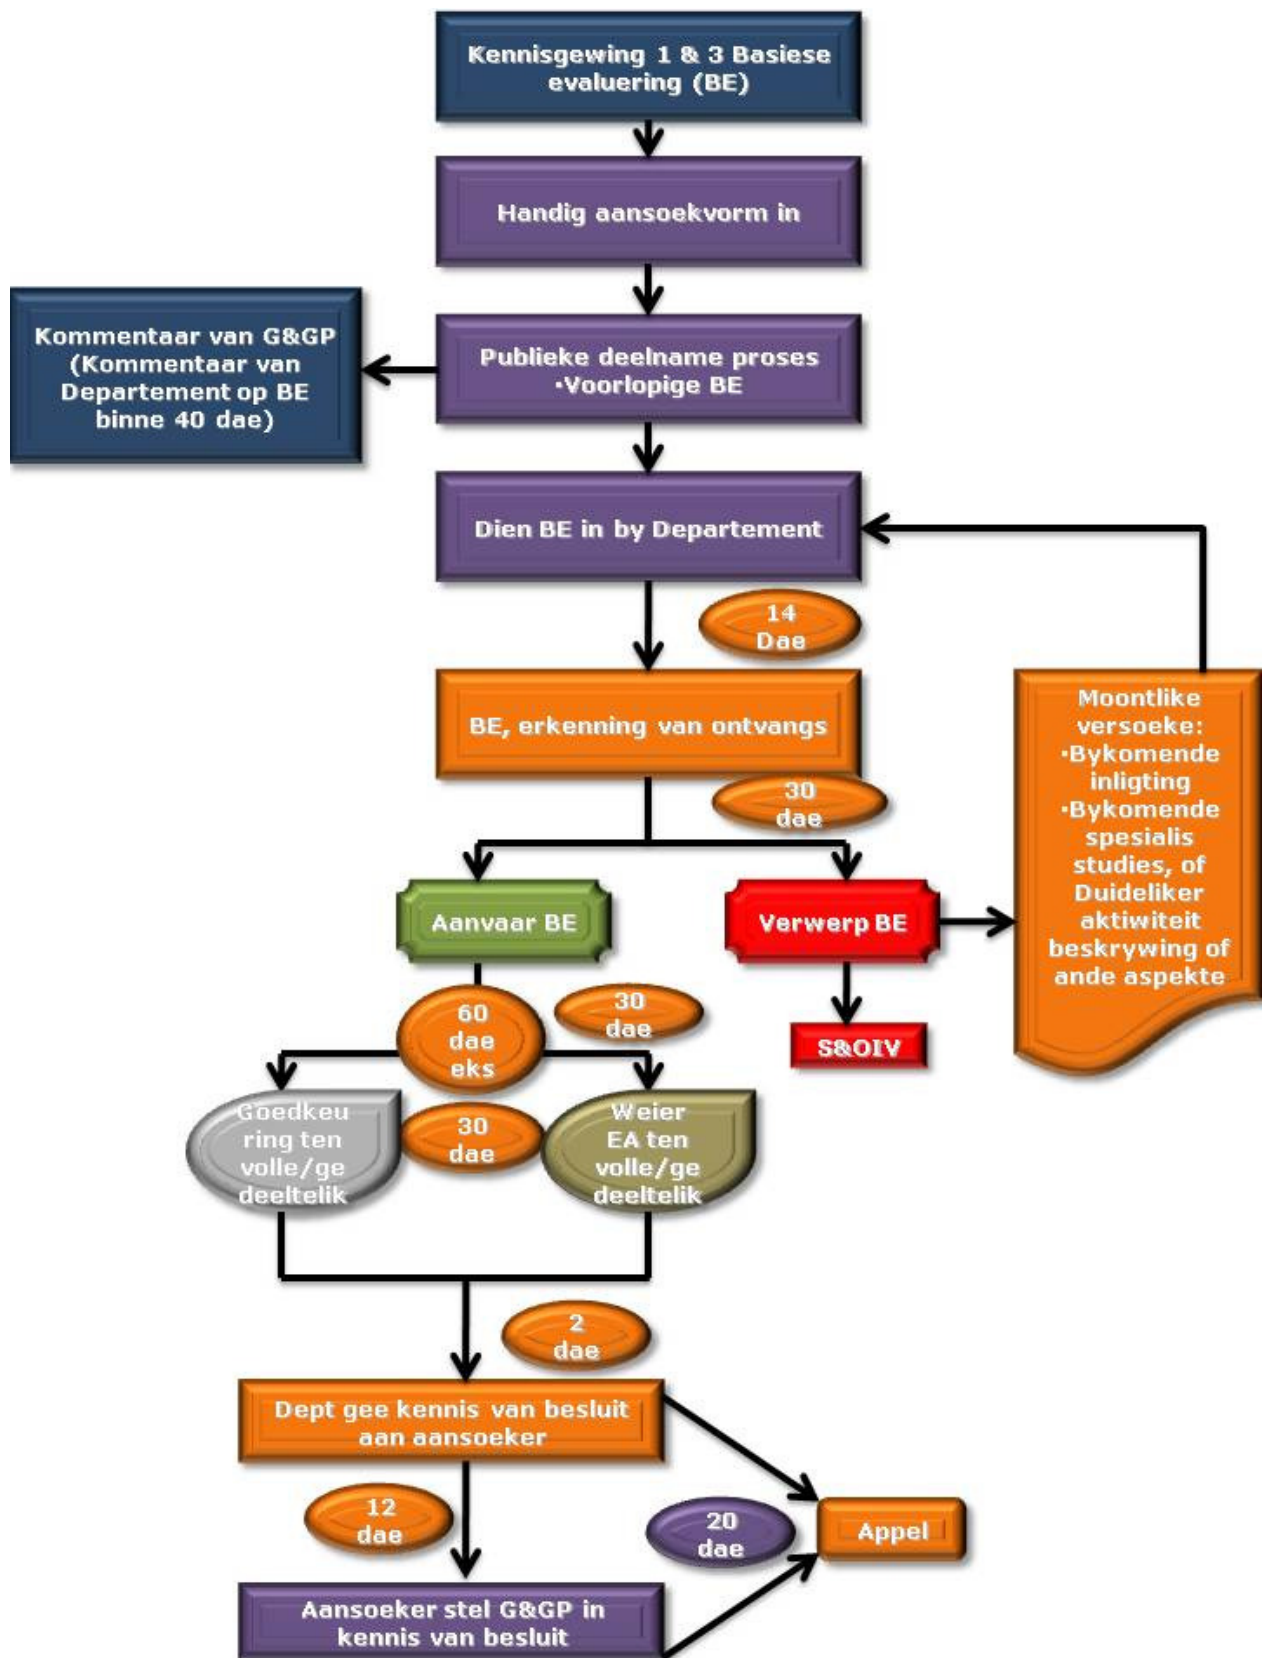 Kennisgewing 1 & 3 Basiese
evaluering (BE)
Handig aansoekvorm in
Kommentaar van G&GP
(Kommentaar van
Departement op BE
binne 40 dae)
Publieke deelname proses
•Voorlopige BE
Dien BE in by Departement
14
Dae
BE, erkenning van ontvangs
30
dae
Moontlike
versoeke:
•Bykomende
inligting
•Bykomende
spesialis
studies, of
Duideliker
aktiwiteit
beskrywing of
ande aspekte
Aanvaar BE
Verwerp BE
60
dae
eks
30
dae
S&OIV
Goedkeu
ring ten
volle/ge
deeltelik
30
dae
Weier
EA ten
volle/ge
deeltelik
2
dae
Dept gee kennis van besluit
aan aansoeker
12
dae
20
dae
Appel
Aansoeker stel G&GP in
kennis van besluit